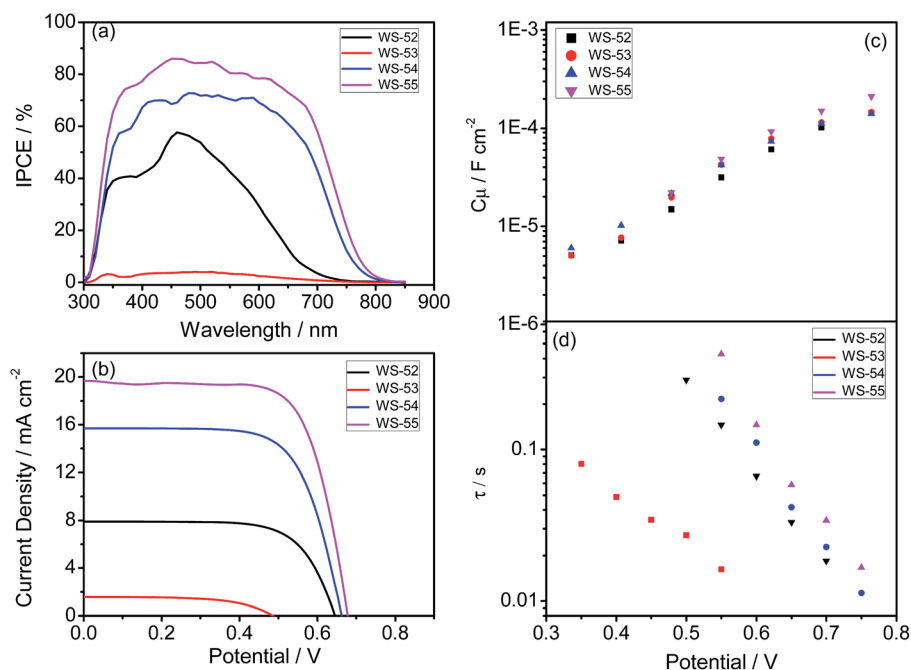 (a)
WS-52
WS-53
WS-54
WS-55
100
80
60
40
20
0
IPCE / %
300 400 500 600 700 800 900
Wavelength / nm
(b)
WS-52
WS-53
WS-54
WS-55
20
16
12
8
4
0
Current Density / mA cm⁻²
0.0 0.2 0.4 0.6 0.8
Potential / V
WS-52
WS-53
WS-54
WS-55
(c)
1E-3
1E-4
1E-5
1E-6
Cμ / F cm⁻²
(d)
WS-52
WS-53
WS-54
WS-55
0.1
0.01
τ / s
0.3 0.4 0.5 0.6 0.7 0.8
Potential / V